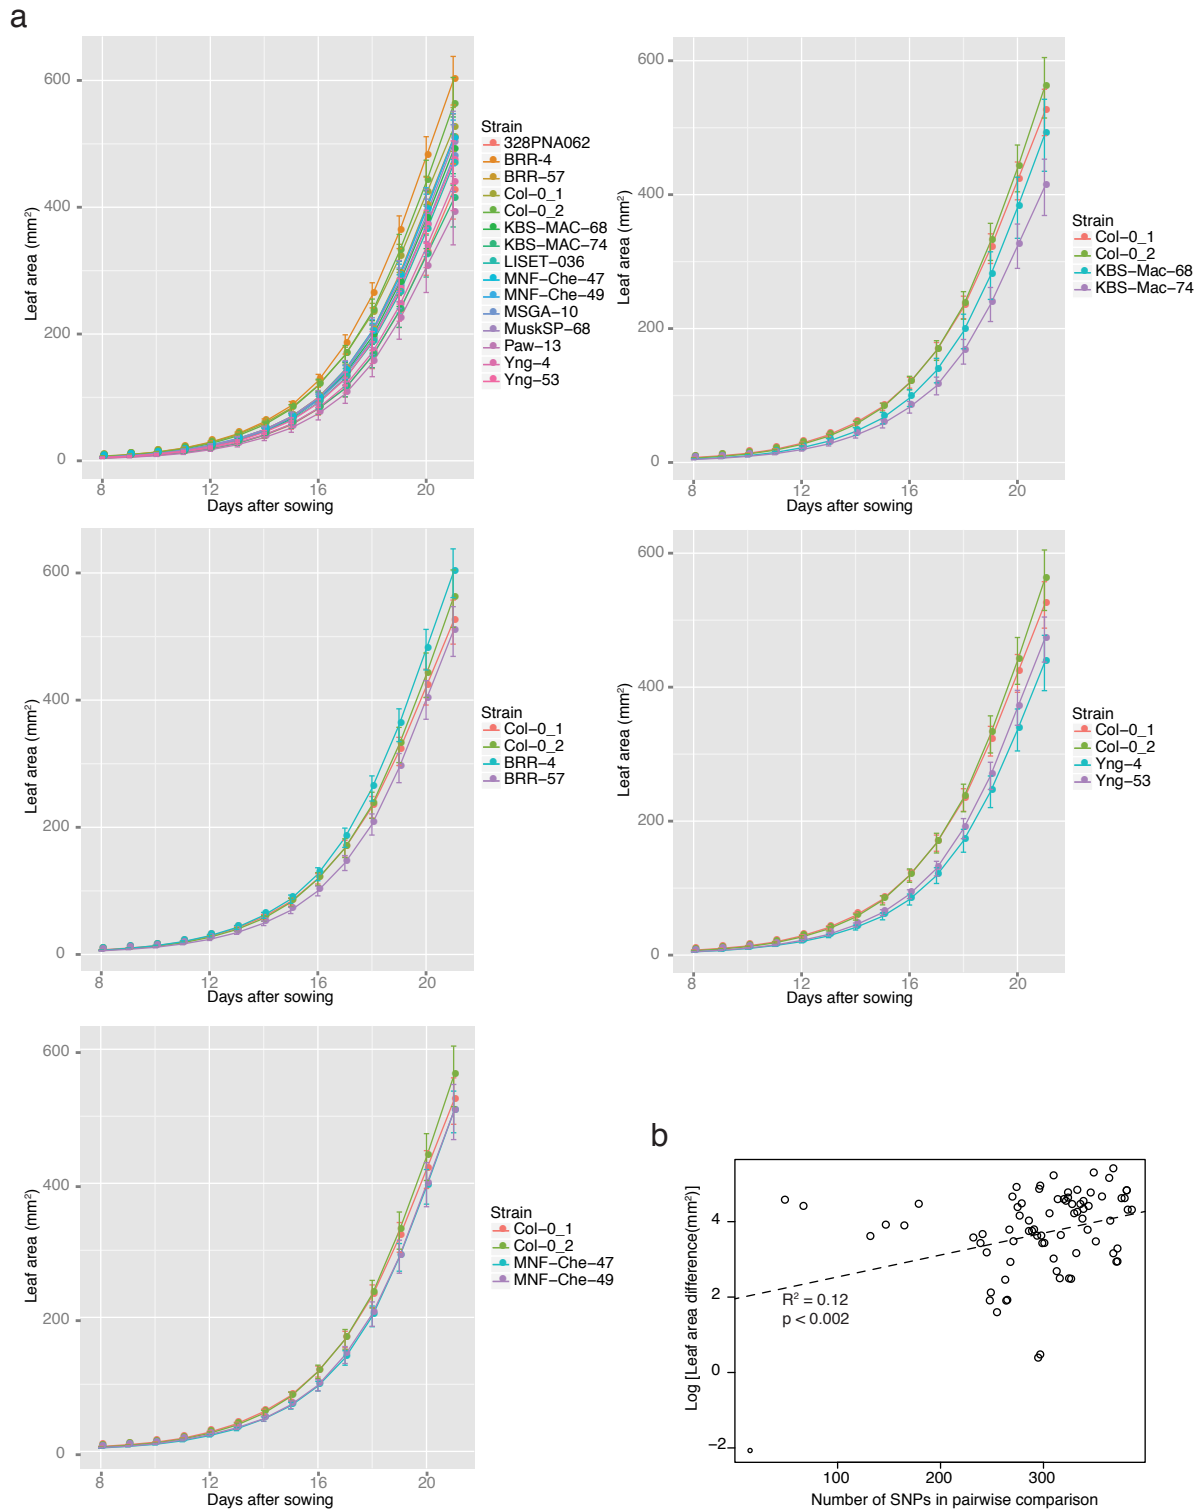 a
Leaf area (mm²)
600
400
200
0
8
12
16
20
Days after sowing
Strain
328PNA062
BRR-4
BRR-57
Col-0_1
Col-0_2
KBS-MAC-68
KBS-MAC-74
LISET-036
MNF-Che-47
MNF-Che-49
MSGA-10
MuskSP-68
Paw-13
Yng-4
Yng-53
Leaf area (mm²)
600
400
200
0
8
12
16
20
Days after sowing
Strain
Col-0_1
Col-0_2
KBS-Mac-68
KBS-Mac-74
Leaf area (mm²)
600
400
200
0
8
12
16
20
Days after sowing
Strain
Col-0_1
Col-0_2
BRR-4
BRR-57
Leaf area (mm²)
600
400
200
0
8
12
16
20
Days after sowing
Strain
Col-0_1
Col-0_2
Yng-4
Yng-53
Leaf area (mm²)
600
400
200
0
8
12
16
20
Days after sowing
Strain
Col-0_1
Col-0_2
MNF-Che-47
MNF-Che-49
b
Log [Leaf area difference(mm²)]
4
2
0
−2
R² = 0.12
p < 0.002
100
200
300
Number of SNPs in pairwise comparison